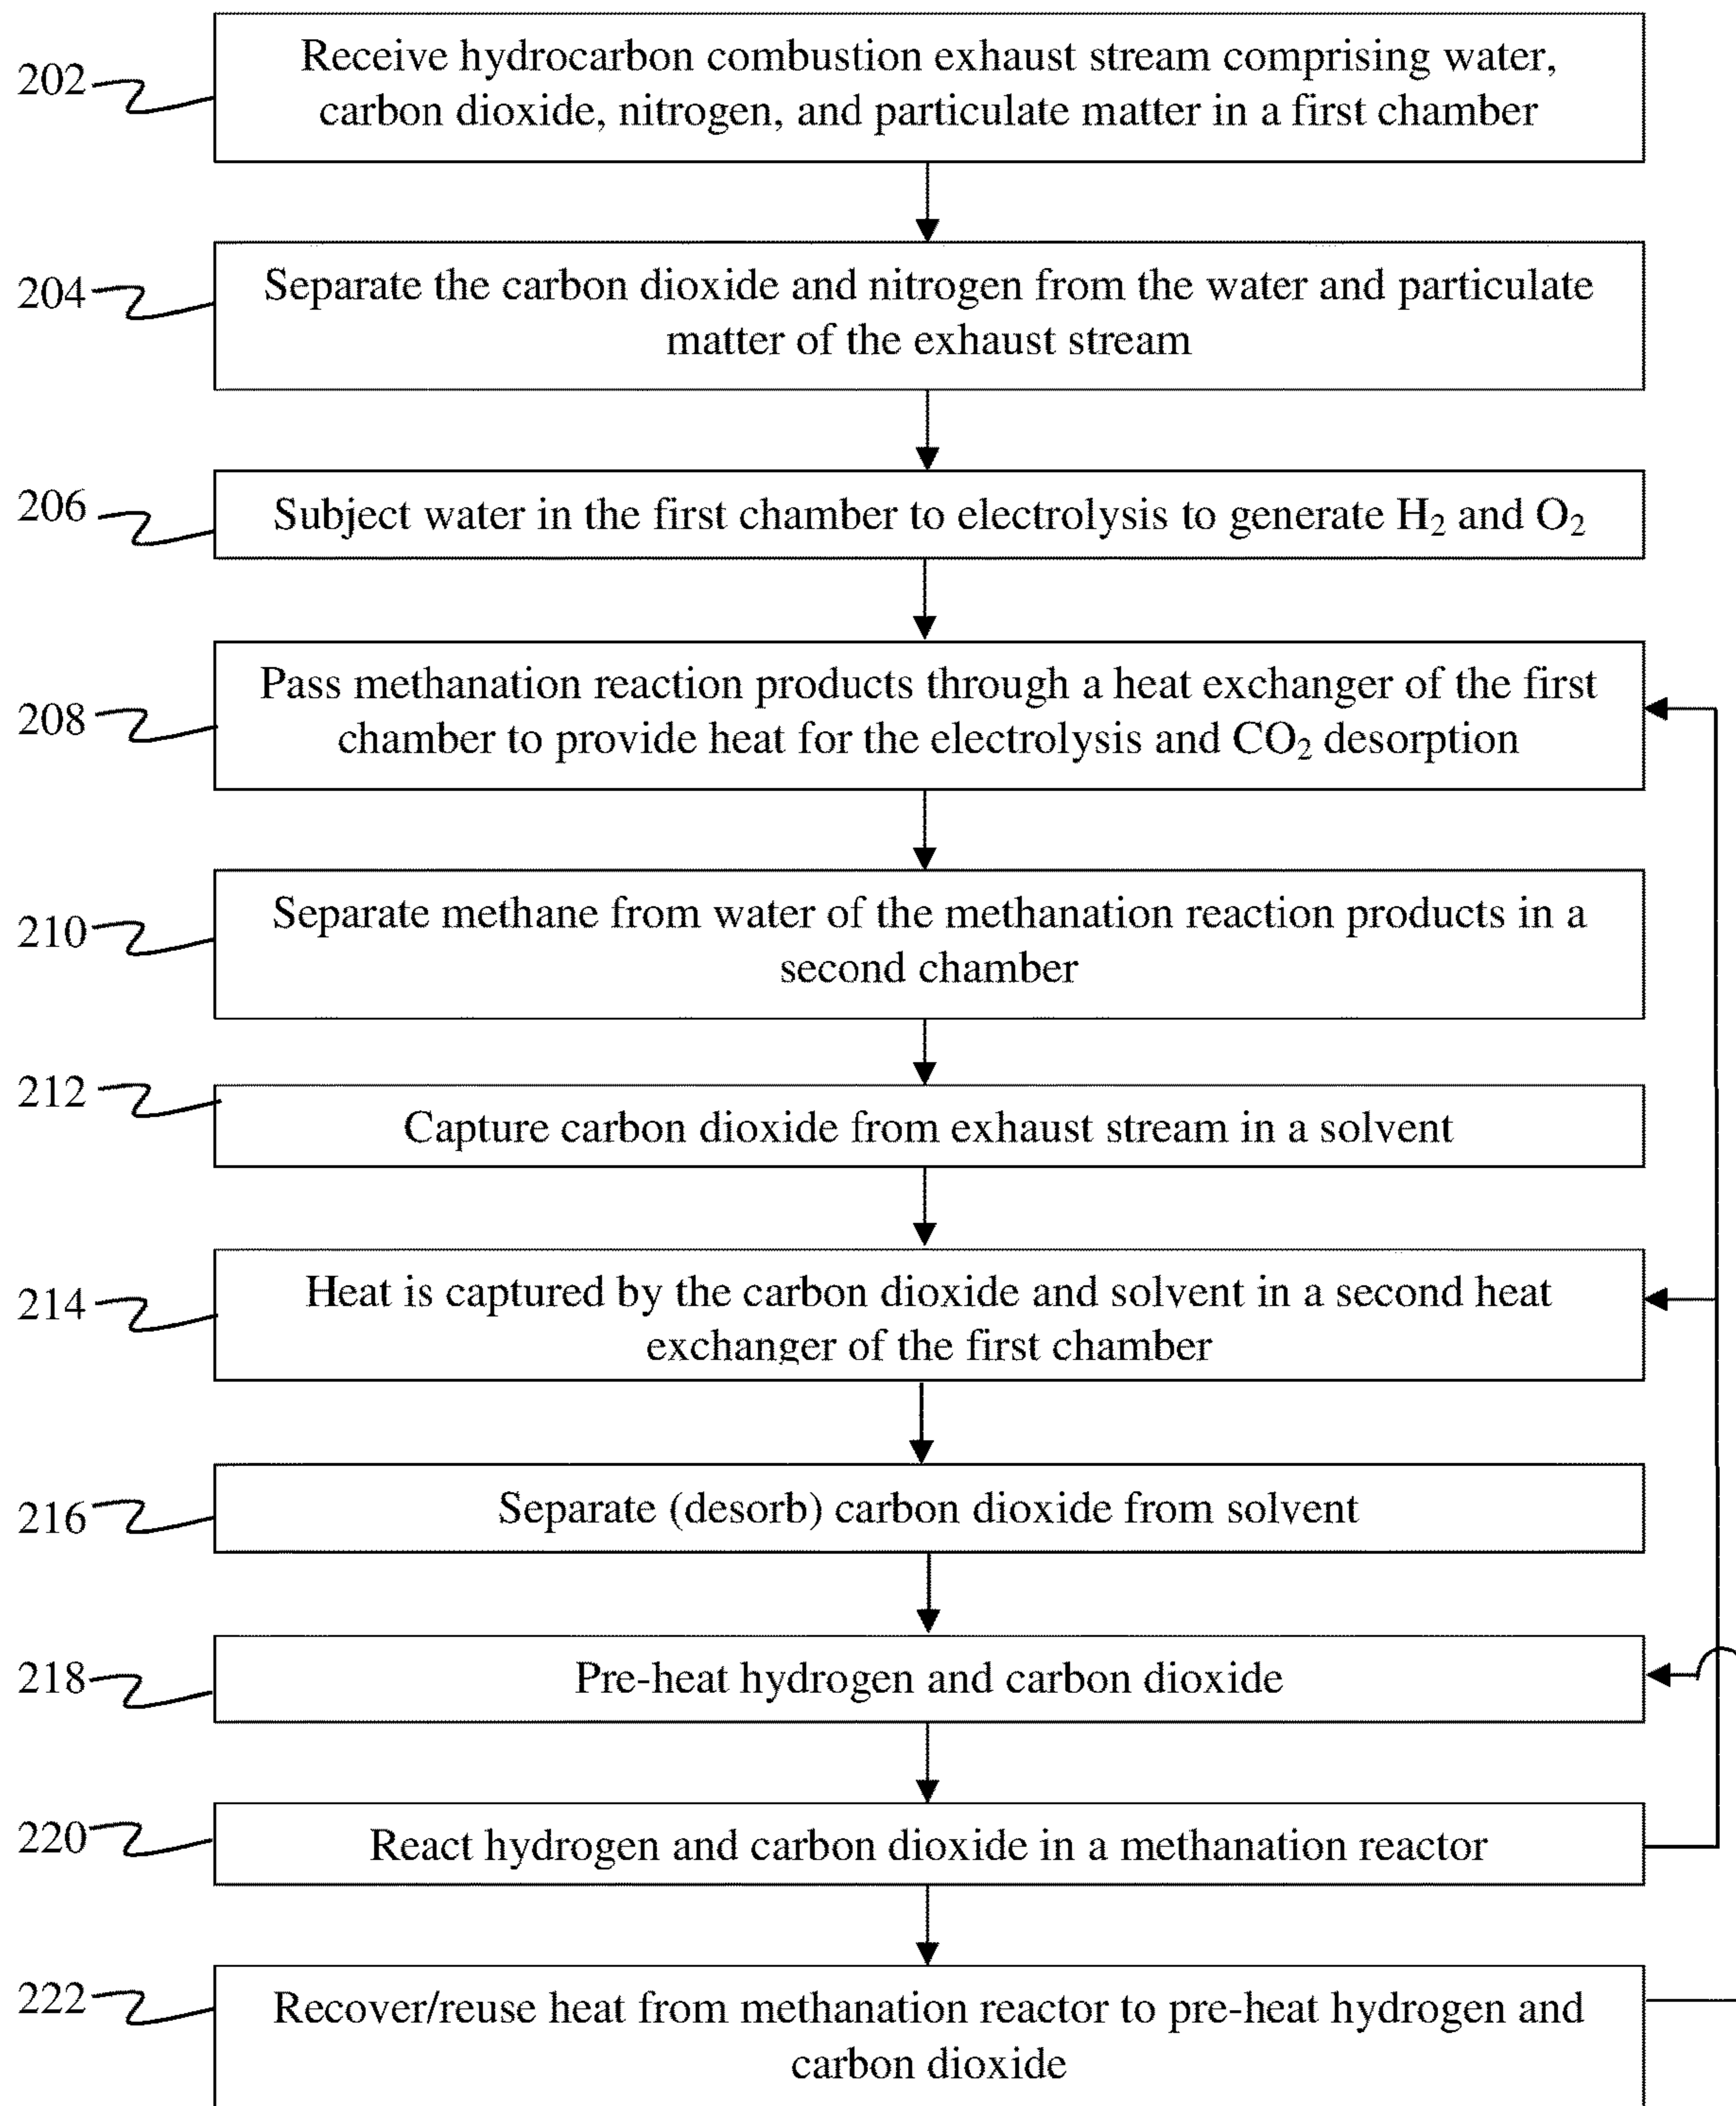 202
Receive hydrocarbon combustion exhaust stream comprising water,
carbon dioxide, nitrogen, and particulate matter in a first chamber
204
Separate the carbon dioxide and nitrogen from the water and particulate
matter of the exhaust stream
206
Subject water in the first chamber to electrolysis to generate H₂ and O₂
208
Pass methanation reaction products through a heat exchanger of the first
chamber to provide heat for the electrolysis and CO₂ desorption
210
Separate methane from water of the methanation reaction products in a
second chamber
212
Capture carbon dioxide from exhaust stream in a solvent
214
Heat is captured by the carbon dioxide and solvent in a second heat
exchanger of the first chamber
216
Separate (desorb) carbon dioxide from solvent
218
Pre-heat hydrogen and carbon dioxide
220
React hydrogen and carbon dioxide in a methanation reactor
222
Recover/reuse heat from methanation reactor to pre-heat hydrogen and
carbon dioxide